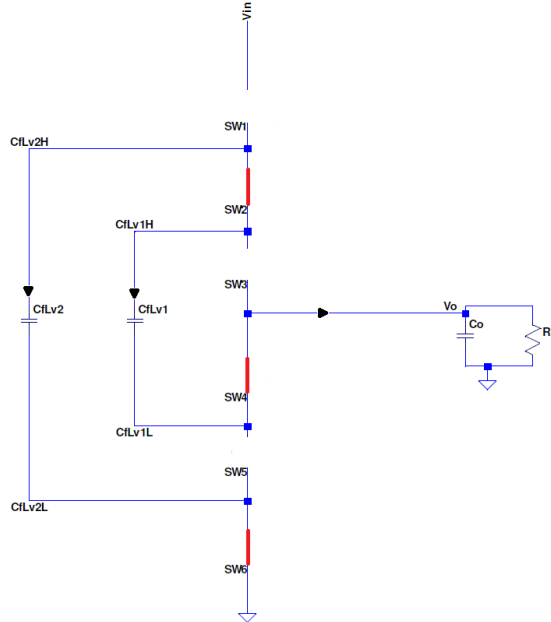 Vin
SW1
CfLv2H
SW2
CfLv1H
SW3
CfLv2
CfLv1
Vo
Co
R
SW4
CfLv1L
SW5
CfLv2L
SW6